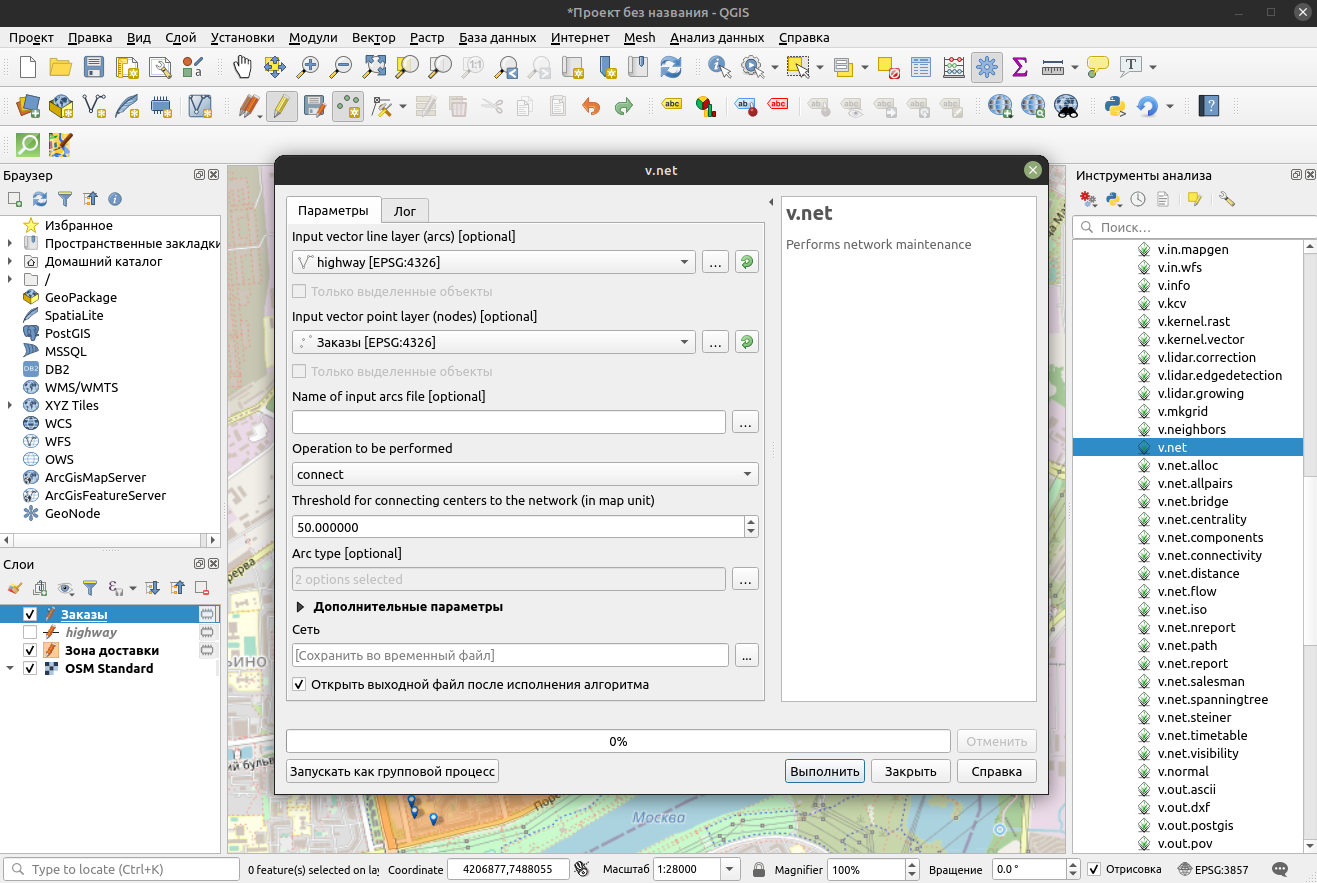 *Проект без названия - QGIS
Проект Правка Вид Слой Установки Модули Вектор Растр База данных Интернет Mesh Анализ данных Справка
Браузер
Избранное
Пространственные закладки
Домашний каталог
/
GeoPackage
SpatiaLite
PostGIS
MSSQL
DB2
WMS/WMTS
XYZ Tiles
WCS
WFS
OWS
ArcGisMapServer
ArcGisFeatureServer
GeoNode
Слои
Заказы
highway
Зона доставки
OSM Standard
v.net
Параметры
Лог
Input vector line layer (arcs) [optional]
highway [EPSG:4326]
...
Только выделенные объекты
Input vector point layer (nodes) [optional]
Заказы [EPSG:4326]
...
Только выделенные объекты
Name of input arcs file [optional]
...
Operation to be performed
connect
Threshold for connecting centers to the network (in map unit)
50.000000
Arc type [optional]
2 options selected
...
Дополнительные параметры
Сеть
[Сохранить во временный файл]
...
Открыть выходной файл после исполнения алгоритма
v.net
Performs network maintenance
0%
Отменить
Запускать как групповой процесс
Выполнить
Закрыть
Справка
Москва
Инструменты анализа
Поиск...
v.in.mapgen
v.in.wfs
v.info
v.kcv
v.kernel.rast
v.kernel.vector
v.lidar.correction
v.lidar.edgedetection
v.lidar.growing
v.mkgrid
v.neighbors
v.net
v.net.alloc
v.net.allpairs
v.net.bridge
v.net.centrality
v.net.components
v.net.connectivity
v.net.distance
v.net.flow
v.net.iso
v.net.nreport
v.net.path
v.net.report
v.net.salesman
v.net.spanningtree
v.net.steiner
v.net.timetable
v.net.visibility
v.normal
v.out.ascii
v.out.dxf
v.out.postgis
v.out.pov
Type to locate (Ctrl+K)
0 feature(s) selected on lay
Coordinate 4206877,7488055
Масштаб 1:28000
Magnifier 100%
Вращение 0.0 °
Отрисовка
EPSG:3857